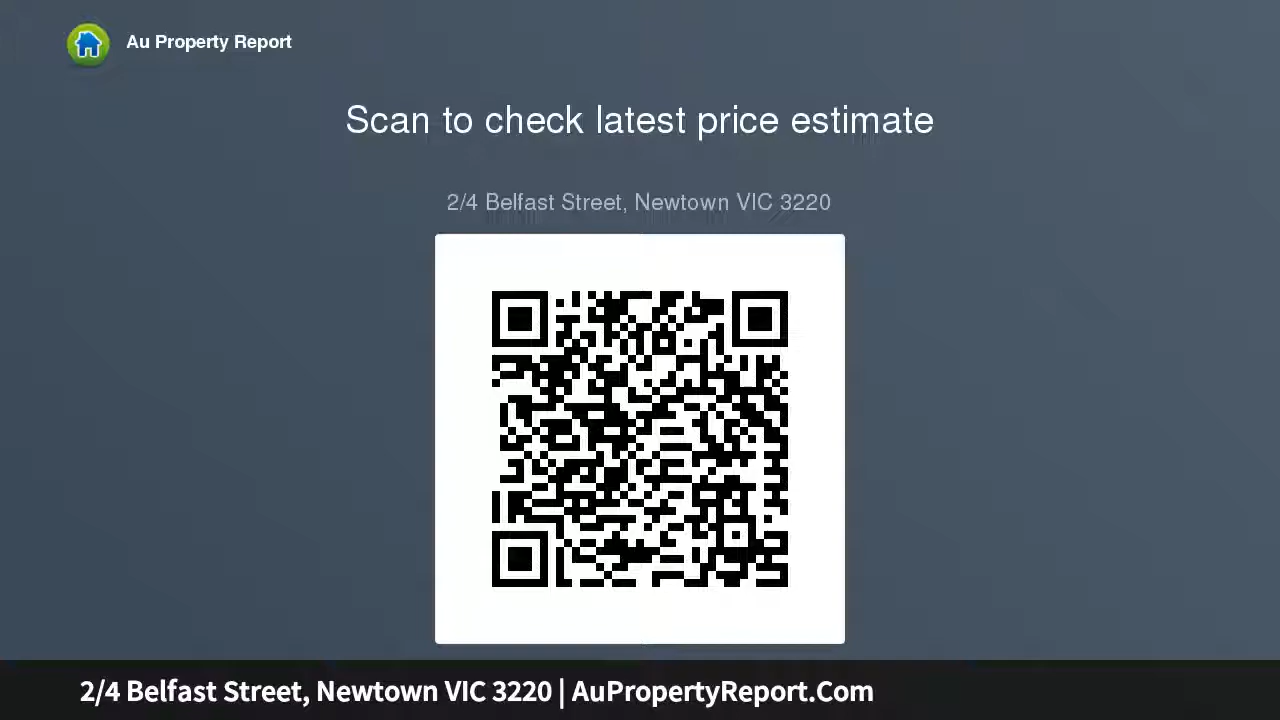 Au Property Report
Scan to check latest price estimate
2/4 Belfast Street, Newtown VIC 3220
2/4 Belfast Street, Newtown VIC 3220 | AuPropertyReport.Com